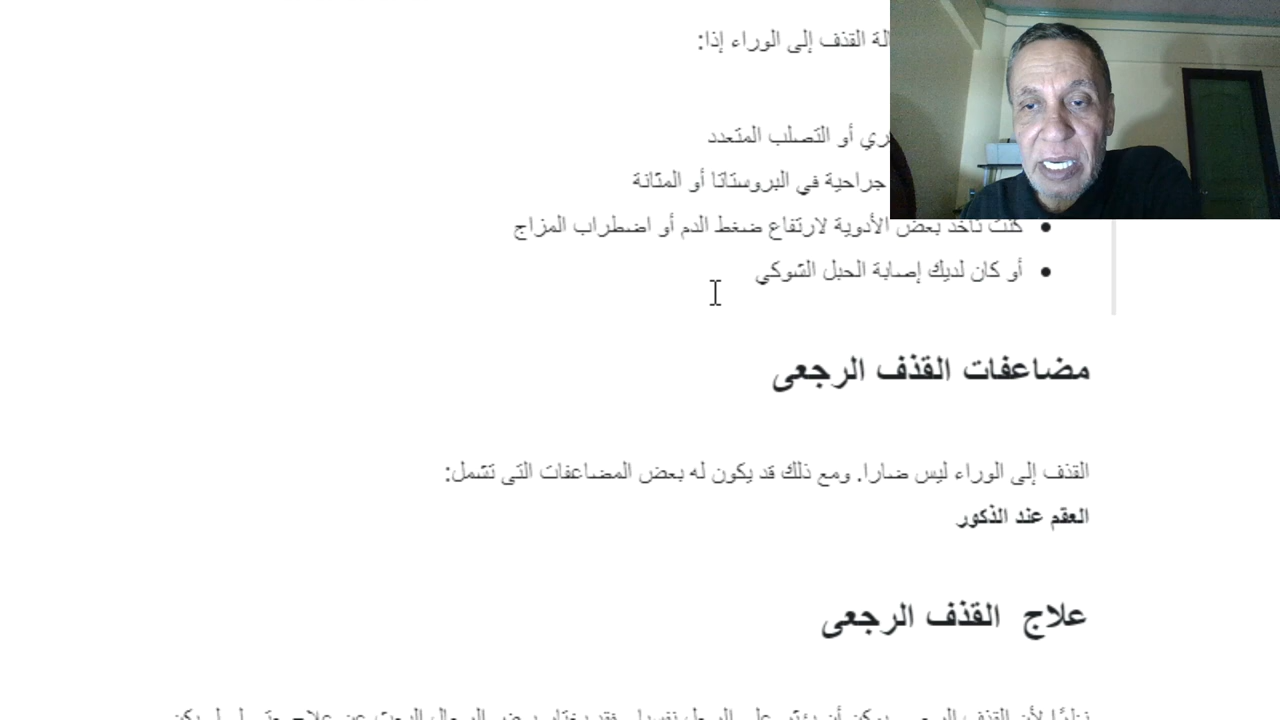 القذف إلى الوراء إذا:
أو التصلب المتعدد
جراحية في البروستاتا أو المثانة
كنت تأخذ بعض الأدوية لارتفاع ضغط الدم أو اضطراب المزاج
أو كان لديك إصابة الحبل الشوكي
مضاعفات القذف الرجعى
القذف إلى الوراء ليس ضارا. ومع ذلك قد يكون له بعض المضاعفات التى تشمل:
العقم عند الذكور
علاج القذف الرجعى